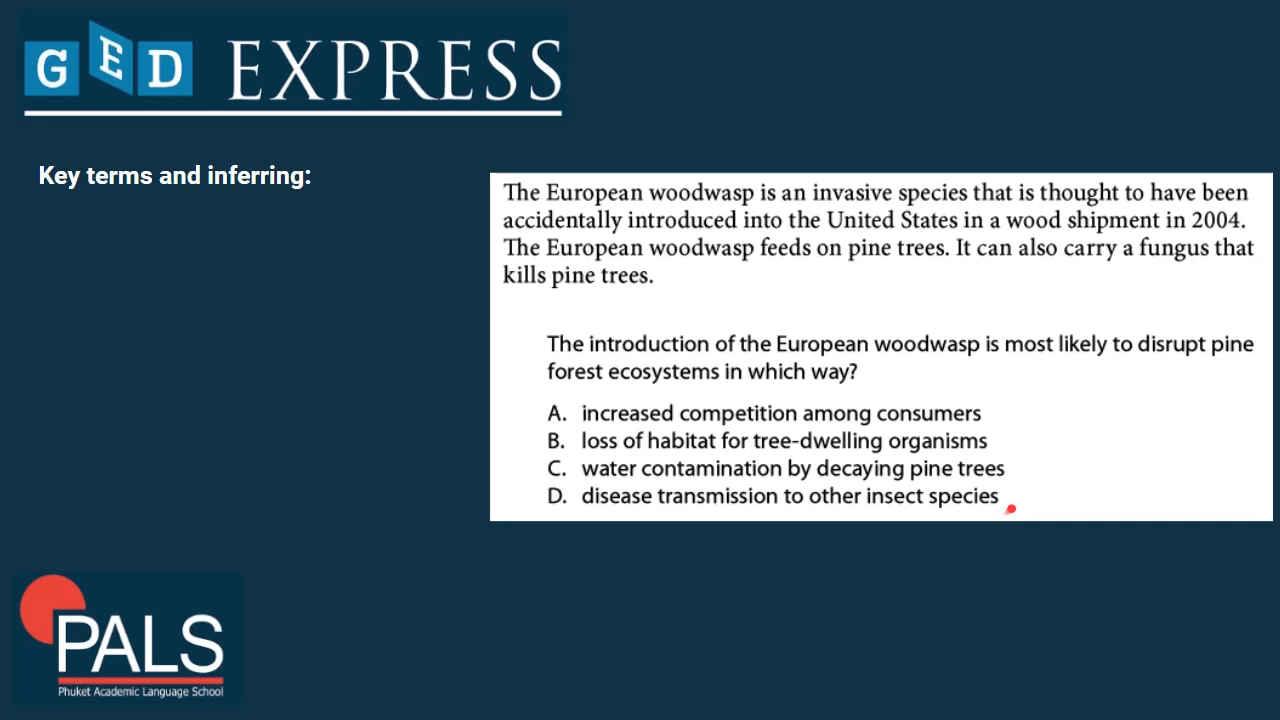 GED EXPRESS
Key terms and inferring:
The European woodwasp is an invasive species that is thought to have been
accidentally introduced into the United States in a wood shipment in 2004.
The European woodwasp feeds on pine trees. It can also carry a fungus that
kills pine trees.
The introduction of the European woodwasp is most likely to disrupt pine
forest ecosystems in which way?
A. increased competition among consumers
B. loss of habitat for tree-dwelling organisms
C. water contamination by decaying pine trees
D. disease transmission to other insect species
PALS
Phuket Academic Language School